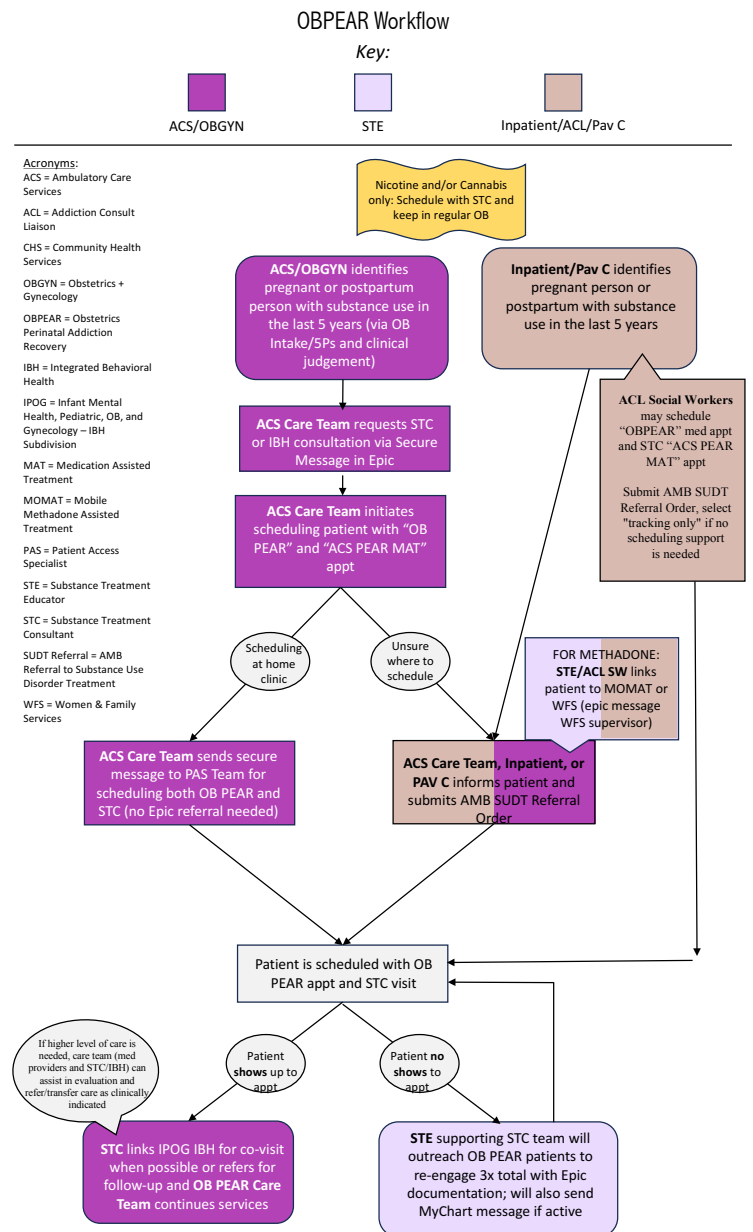 OBPEAR Workflow
Key:
ACS/OBGYN
STE
Inpatient/ACL/Pav C
Acronyms:
ACS = Ambulatory Care
Services
ACL = Addiction Consult
Liaison
CHS = Community Health
Services
OBGYN = Obstetrics +
Gynecology
OBPEAR = Obstetrics
Perinatal Addiction
Recovery
IBH = Integrated Behavioral
Health
IPOG = Infant Mental
Health, Pediatric, OB, and
Gynecology – IBH
Subdivision
MAT = Medication Assisted
Treatment
MOMAT = Mobile
Methadone Assisted
Treatment
PAS = Patient Access
Specialist
STE = Substance Treatment
Educator
STC = Substance Treatment
Consultant
SUDT Referral = AMB
Referral to Substance Use
Disorder Treatment
WFS = Women & Family
Services
Nicotine and/or Cannabis
only: Schedule with STC and
keep in regular OB
ACS/OBGYN identifies
pregnant or postpartum
person with substance use in
the last 5 years (via OB
Intake/5Ps and clinical
judgement)
Inpatient/Pav C identifies
pregnant person or
postpartum with substance
use in the last 5 years
ACL Social Workers
may schedule
“OBPEAR” med appt
and STC “ACS PEAR
MAT” appt
Submit AMB SUDT
Referral Order, select
"tracking only" if no
scheduling support
is needed
ACS Care Team requests STC
or IBH consultation via Secure
Message in Epic
ACS Care Team initiates
scheduling patient with “OB
PEAR” and “ACS PEAR MAT”
appt
Scheduling
at home
clinic
Unsure
where to
schedule
FOR METHADONE:
STE/ACL SW links
patient to MOMAT or
WFS (epic message
WFS supervisor)
ACS Care Team sends secure
message to PAS Team for
scheduling both OB PEAR and
STC (no Epic referral needed)
ACS Care Team, Inpatient, or
PAV C informs patient and
submits AMB SUDT Referral
Order
Patient is scheduled with OB
PEAR appt and STC visit
If higher level of care is
needed, care team (med
providers and STC/IBH) can
assist in evaluation and
refer/transfer care as clinically
indicated
Patient
shows up to
appt
Patient no
shows to
appt
STC links IPOG IBH for co-visit
when possible or refers for
follow-up and OB PEAR Care
Team continues services
STE supporting STC team will
outreach OB PEAR patients to
re-engage 3x total with Epic
documentation; will also send
MyChart message if active